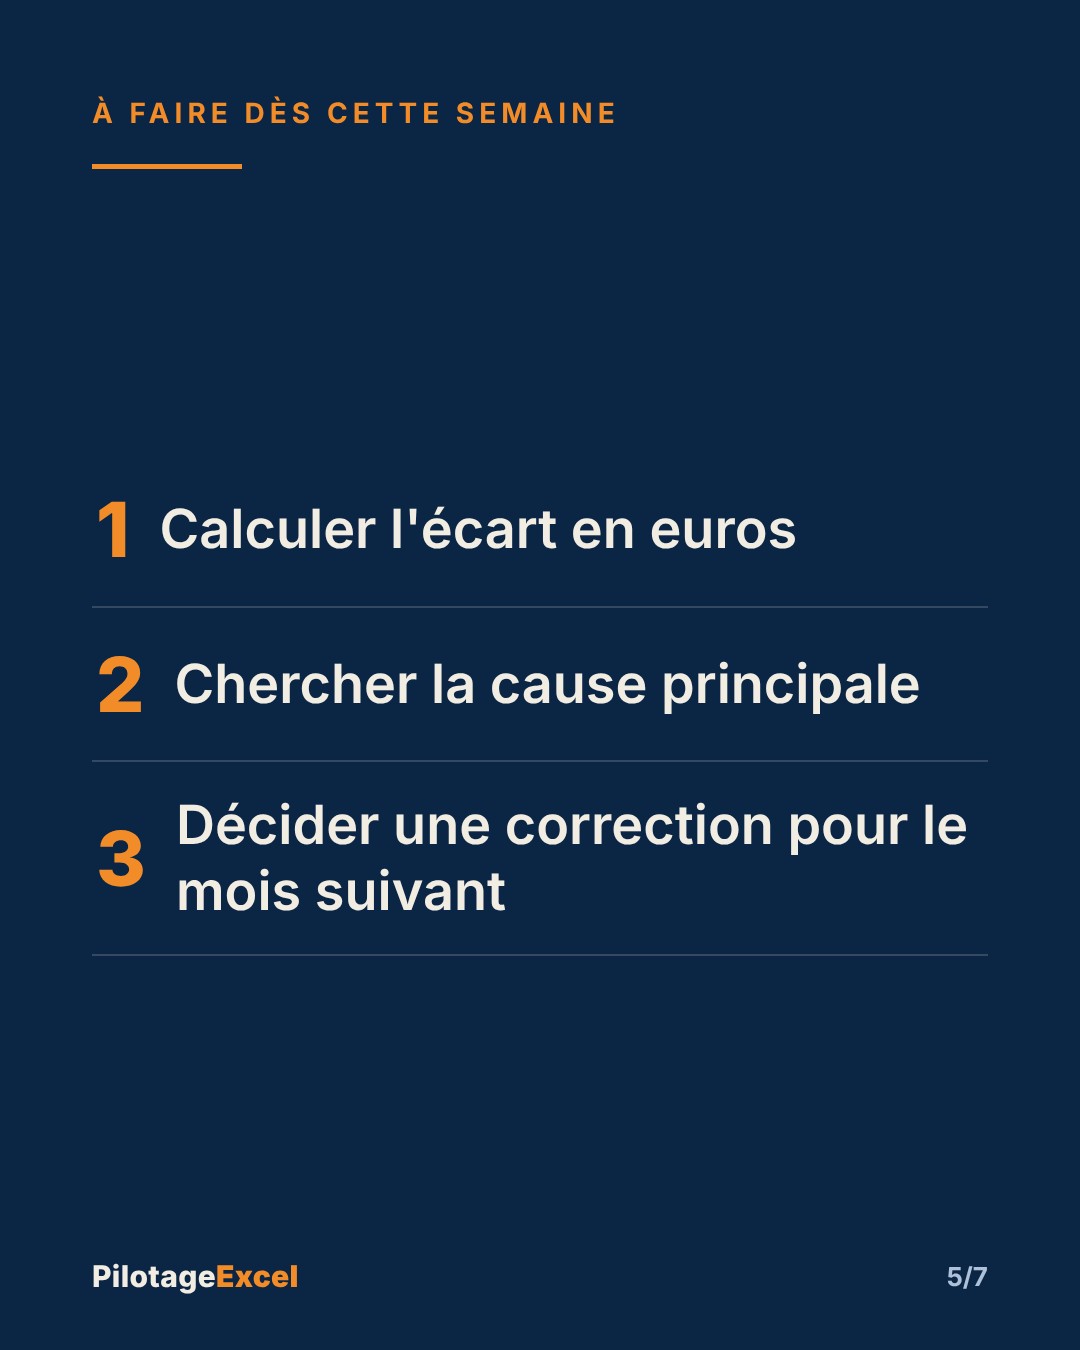 À FAIRE DÈS CETTE SEMAINE
1 Calculer l'écart en euros
2 Chercher la cause principale
3 Décider une correction pour le
mois suivant
PilotageExcel
5/7